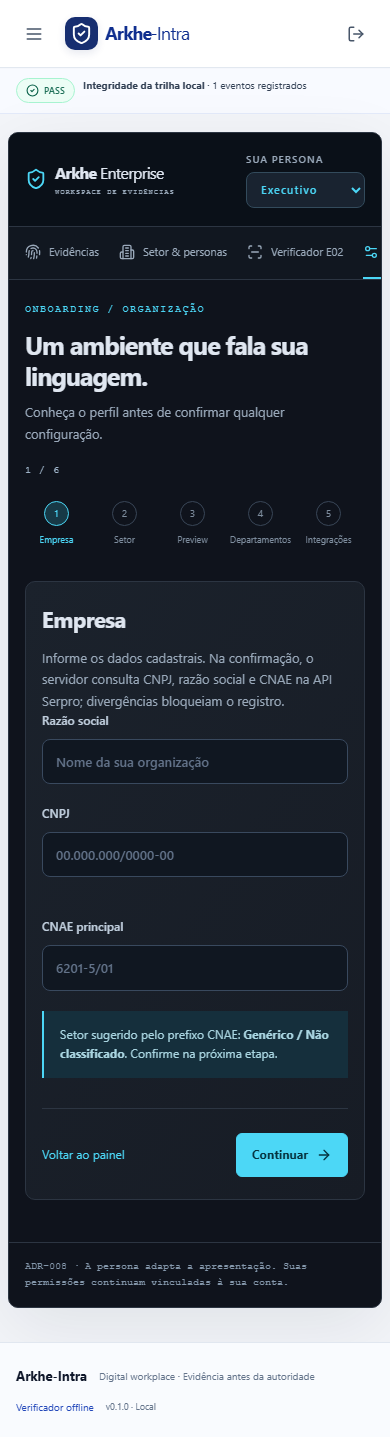 Arkhe-Intra
PASS
Integridade da trilha local · 1 eventos registrados
Arkhe Enterprise
WORKSPACE DE EVIDÊNCIAS
SUA PERSONA
Executivo
Evidências
Setor & personas
Verificador E02
ONBOARDING / ORGANIZAÇÃO
Um ambiente que fala sua
linguagem.
Conheça o perfil antes de confirmar qualquer
configuração.
1 / 6
1
2
3
4
5
Empresa
Setor
Preview
Departamentos
Integrações
Empresa
Informe os dados cadastrais. Na confirmação, o
servidor consulta CNPJ, razão social e CNAE na API
Serpro; divergências bloqueiam o registro.
Razão social
Nome da sua organização
CNPJ
00.000.000/0000-00
CNAE principal
6201-5/01
Setor sugerido pelo prefixo CNAE: Genérico / Não
classificado. Confirme na próxima etapa.
Voltar ao painel
Continuar
ADR-008 · A persona adapta a apresentação. Suas
permissões continuam vinculadas à sua conta.
Arkhe-Intra
Digital workplace · Evidência antes da autoridade
Verificador offline
v0.1.0 · Local